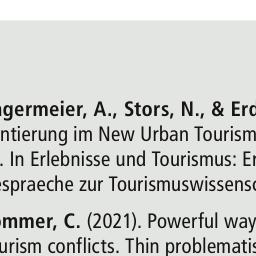 germeier, A., Stors, N., & Erd
ntierung im New Urban Tourism
. In Erlebnisse und Tourismus: Er
espraeche zur Tourismuswissensc
ommer, C. (2021). Powerful way
urism conflicts. Thin problematis